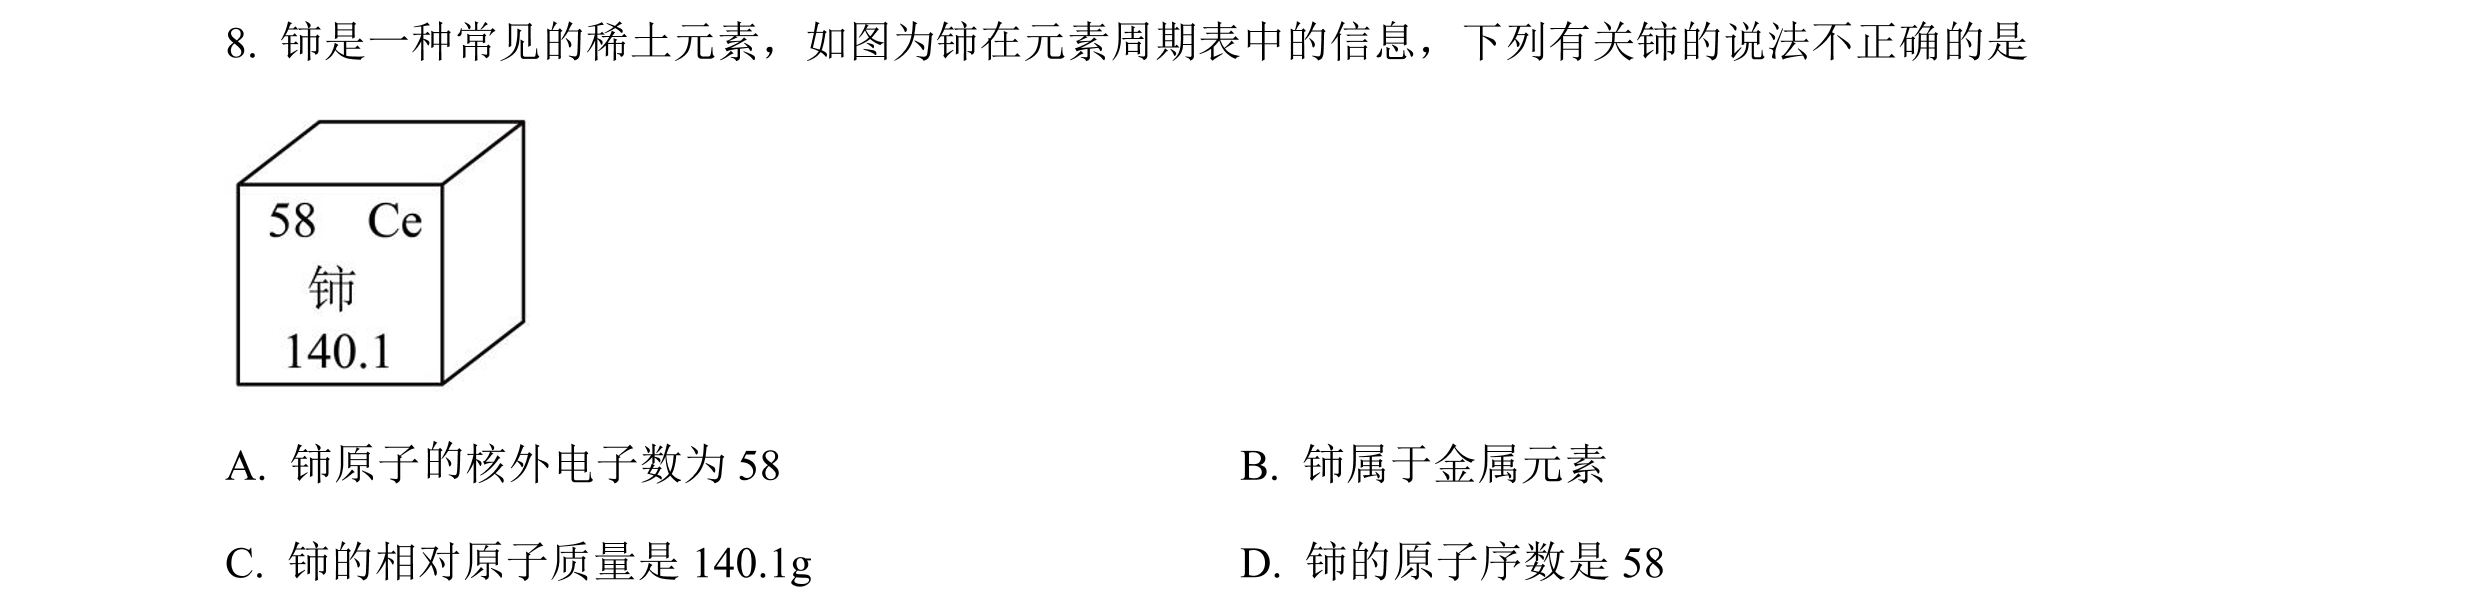 8. 铈是一种常见的稀土元素，如图为铈在元素周期表中的信息，下列有关铈的说法不正确的是
58 Ce
铈
140.1
A. 铈原子的核外电子数为 58
B. 铈属于金属元素
C. 铈的相对原子质量是 140.1g
D. 铈的原子序数是 58